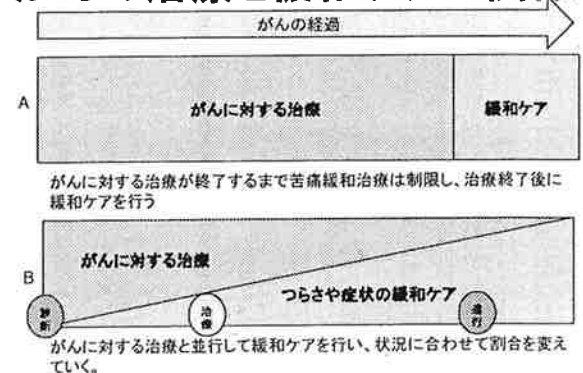 がんの経過
A
がんに対する治療
緩和ケア
がんに対する治療が終了するまで苦痛緩和治療は制限し、治療終了後に
緩和ケアを行う
B
がんに対する治療
つらさや症状の緩和ケア
診断
治療
進行
がんに対する治療と並行して緩和ケアを行い、状況に合わせて割合を変え
ていく。